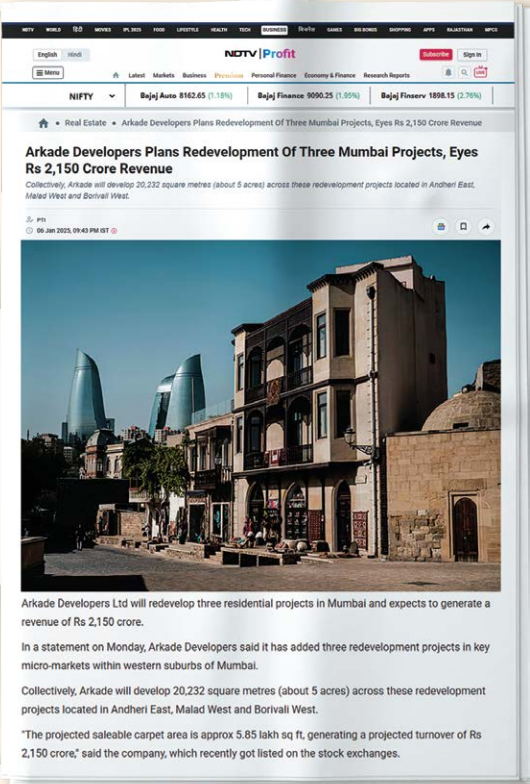 NDTV WORLD हिंदी MOVIES IPL 2025 FOOD LIFESTYLE HEALTH TECH BUSINESS क्रिकेट GAMES BIG BONUS SHOPPING APPS RAJASTHAN MPCG
English Hindi NDTV | Profit Subscribe Sign In
Menu Latest Markets Business Premium Personal Finance Economy & Finance Research Reports LIVE
NIFTY Bajaj Auto 8162.65 (1.18%) Bajaj Finance 9090.25 (1.95%) Bajaj Finserv 1898.15 (2.76%)
• Real Estate • Arkade Developers Plans Redevelopment Of Three Mumbai Projects, Eyes Rs 2,150 Crore Revenue
Arkade Developers Plans Redevelopment Of Three Mumbai Projects, Eyes
Rs 2,150 Crore Revenue
Collectively, Arkade will develop 20,232 square metres (about 5 acres) across these redevelopment projects located in Andheri East,
Malad West and Borivali West.
PTI
06 Jan 2025, 09:43 PM IST
Arkade Developers Ltd will redevelop three residential projects in Mumbai and expects to generate a
revenue of Rs 2,150 crore.
In a statement on Monday, Arkade Developers said it has added three redevelopment projects in key
micro-markets within western suburbs of Mumbai.
Collectively, Arkade will develop 20,232 square metres (about 5 acres) across these redevelopment
projects located in Andheri East, Malad West and Borivali West.
"The projected saleable carpet area is approx 5.85 lakh sq ft, generating a projected turnover of Rs
2,150 crore," said the company, which recently got listed on the stock exchanges.